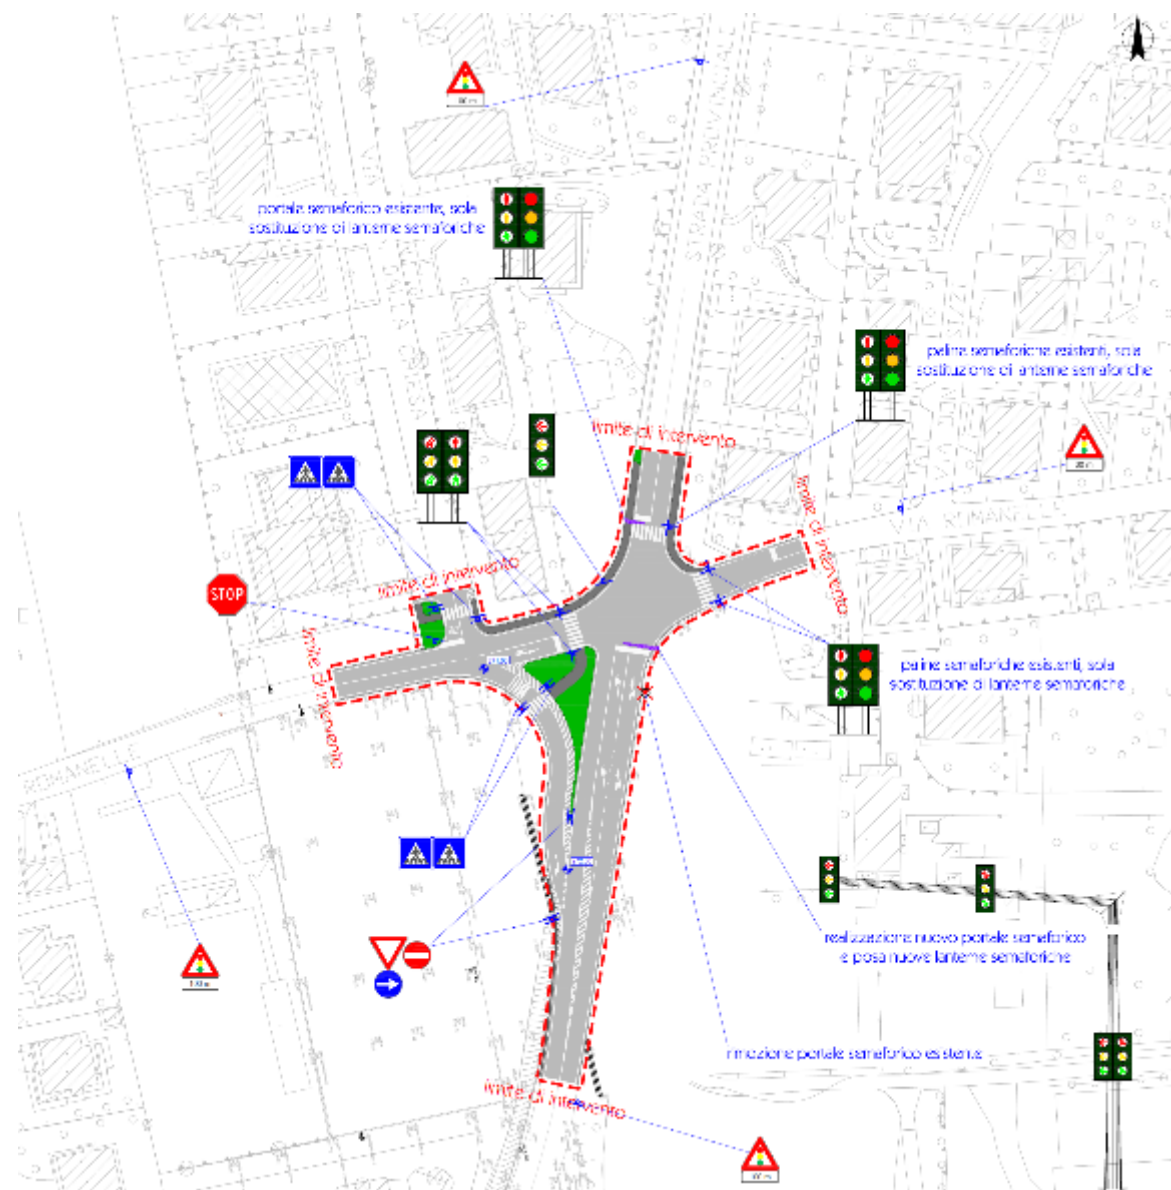 portale semaforico esistente, sola
sostituzione di lanterne semaforiche
paline semaforiche esistenti, sola
sostituzione di lanterne semaforiche
limite di intervento
limite di intervento
limite di intervento
STOP
limite di intervento
paline semaforiche esistenti, sola
sostituzione di lanterne semaforiche
realizzazione nuovo portale semaforico
e posa nuove lanterne semaforiche
rimozione portale semaforico esistente
limite di intervento